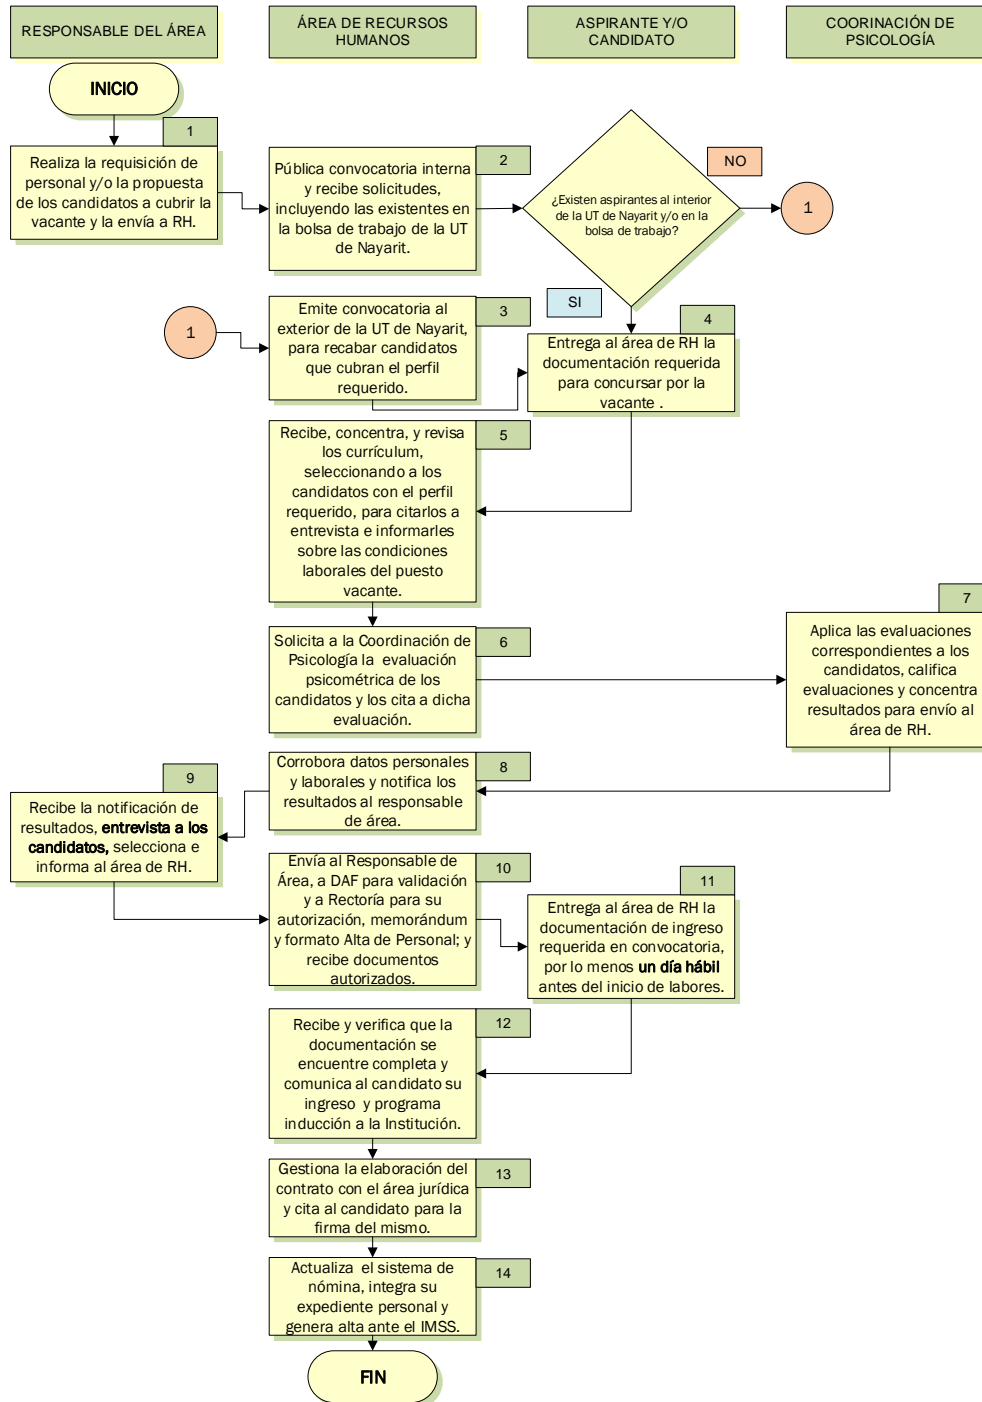 RESPONSABLE DEL ÁREA
ÁREA DE RECURSOS
HUMANOS
ASPIRANTE Y/O
CANDIDATO
COORINACIÓN DE
PSICOLOGÍA
INICIO
1
Realiza la requisición de
personal y/o la propuesta
de los candidatos a cubrir la
vacante y la envía a RH.
2
Pública convocatoria interna
y recibe solicitudes,
incluyendo las existentes en
la bolsa de trabajo de la UT
de Nayarit.
¿Existen aspirantes al interior
de la UT de Nayarit y/o en la
bolsa de trabajo?
NO
1
SI
1
3
Emite convocatoria al
exterior de la UT de Nayarit,
para recabar candidatos
que cubran el perfil
requerido.
4
Entrega al área de RH la
documentación requerida
para concursar por la
vacante .
5
Recibe, concentra, y revisa
los currículum,
seleccionando a los
candidatos con el perfil
requerido, para citarlos a
entrevista e informarles
sobre las condiciones
laborales del puesto
vacante.
6
Solicita a la Coordinación de
Psicología la evaluación
psicométrica de los
candidatos y los cita a dicha
evaluación.
7
Aplica las evaluaciones
correspondientes a los
candidatos, califica
evaluaciones y concentra
resultados para envío al
área de RH.
8
Corrobora datos personales
y laborales y notifica los
resultados al responsable
de área.
9
Recibe la notificación de
resultados, entrevista a los
candidatos, selecciona e
informa al área de RH.
10
Envía al Responsable de
Área, a DAF para validación
y a Rectoría para su
autorización, memorándum
y formato Alta de Personal; y
recibe documentos
autorizados.
11
Entrega al área de RH la
documentación de ingreso
requerida en convocatoria,
por lo menos un día hábil
antes del inicio de labores.
12
Recibe y verifica que la
documentación se
encuentre completa y
comunica al candidato su
ingreso y programa
inducción a la Institución.
13
Gestiona la elaboración del
contrato con el área jurídica
y cita al candidato para la
firma del mismo.
14
Actualiza el sistema de
nómina, integra su
expediente personal y
genera alta ante el IMSS.
FIN